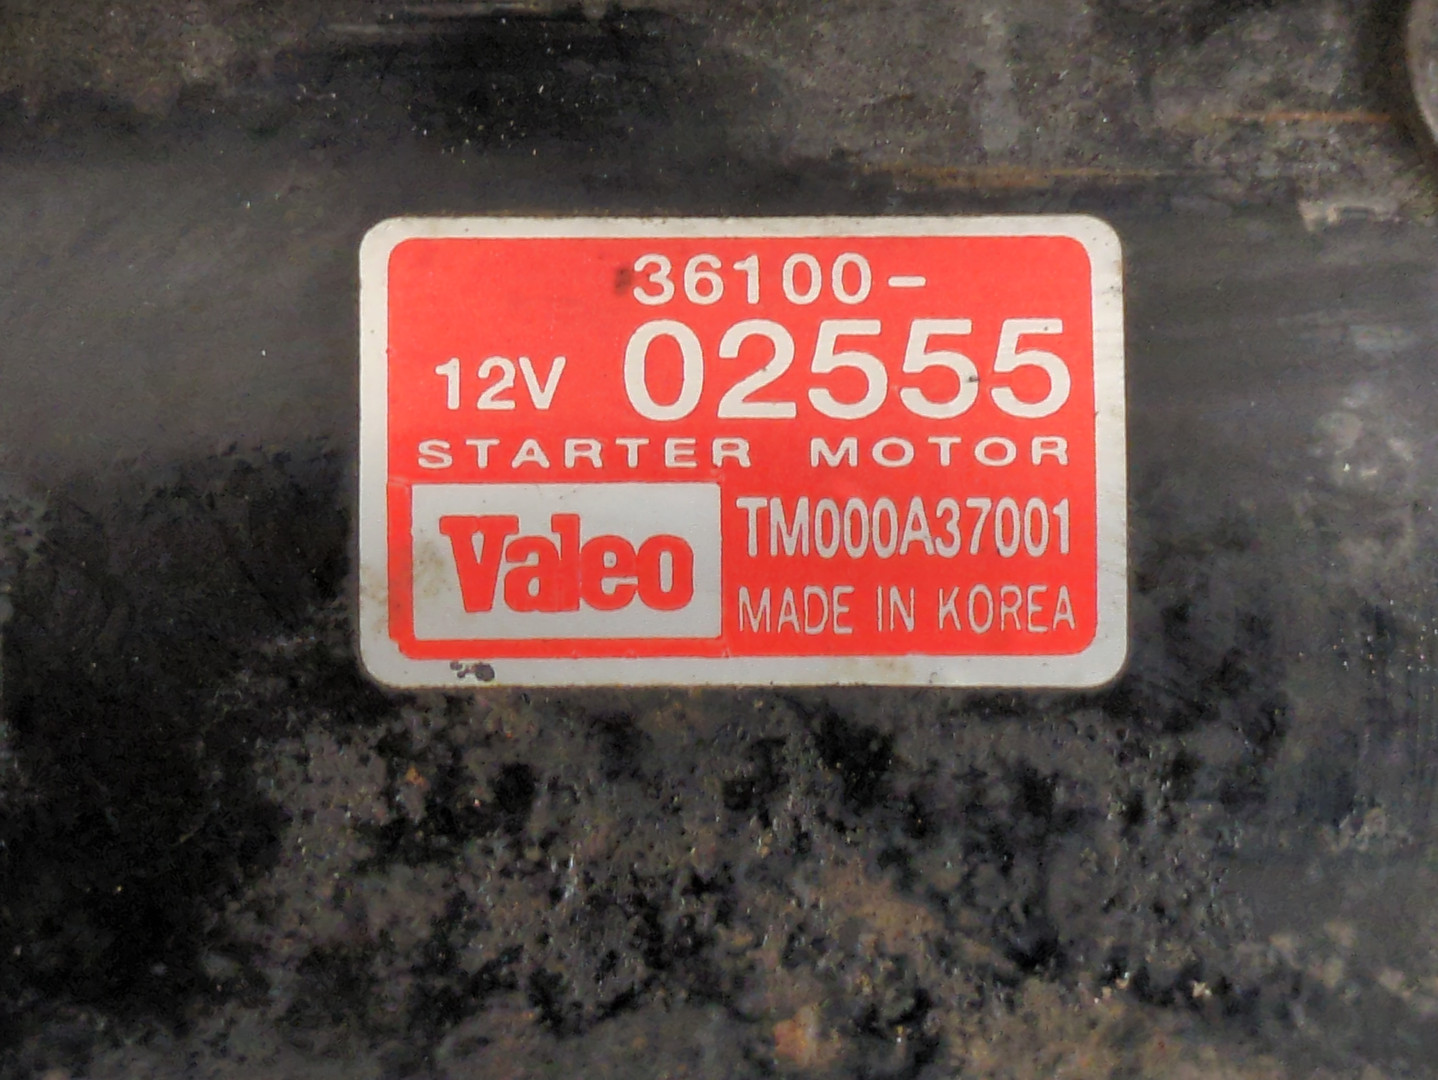 36100-
12V 02555
STARTER MOTOR
Valeo
TM000A37001
MADE IN KOREA